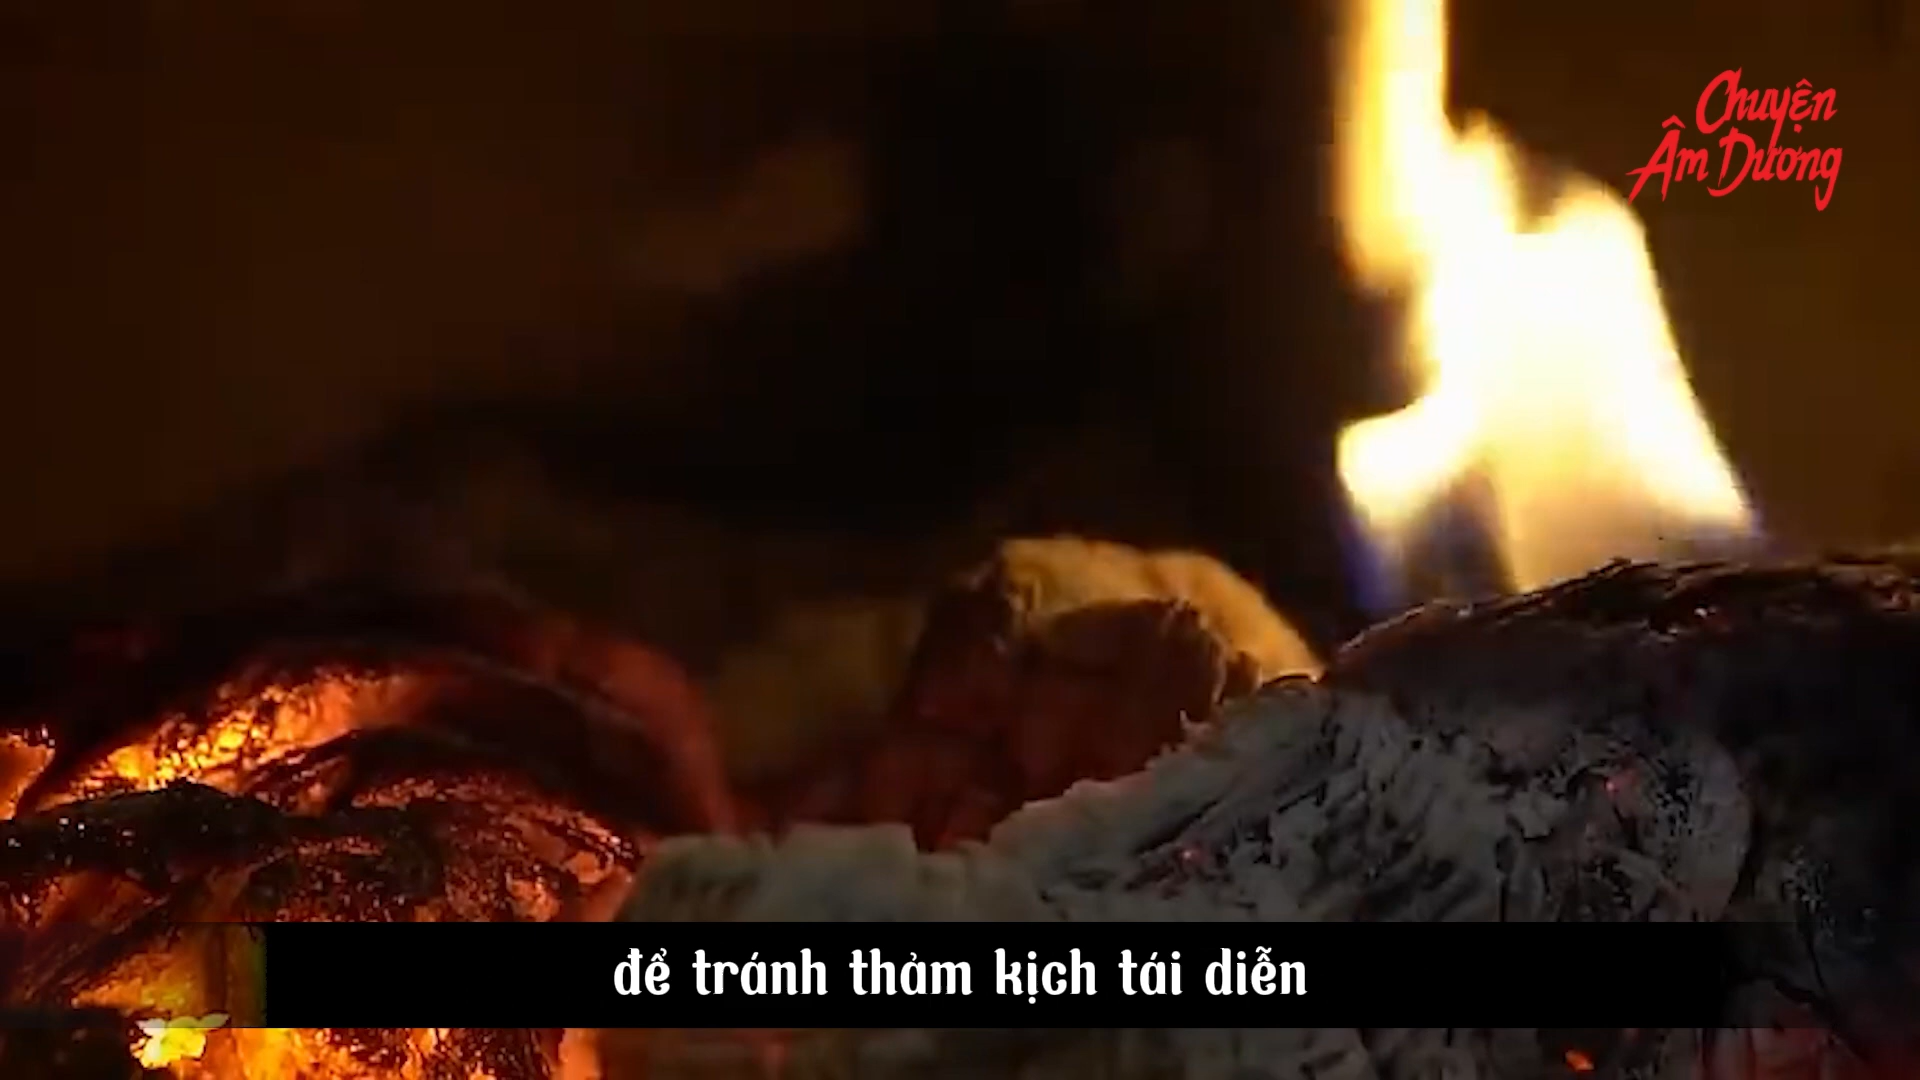 Chuyện
Âm Dương
để tránh thảm kịch tái diễn